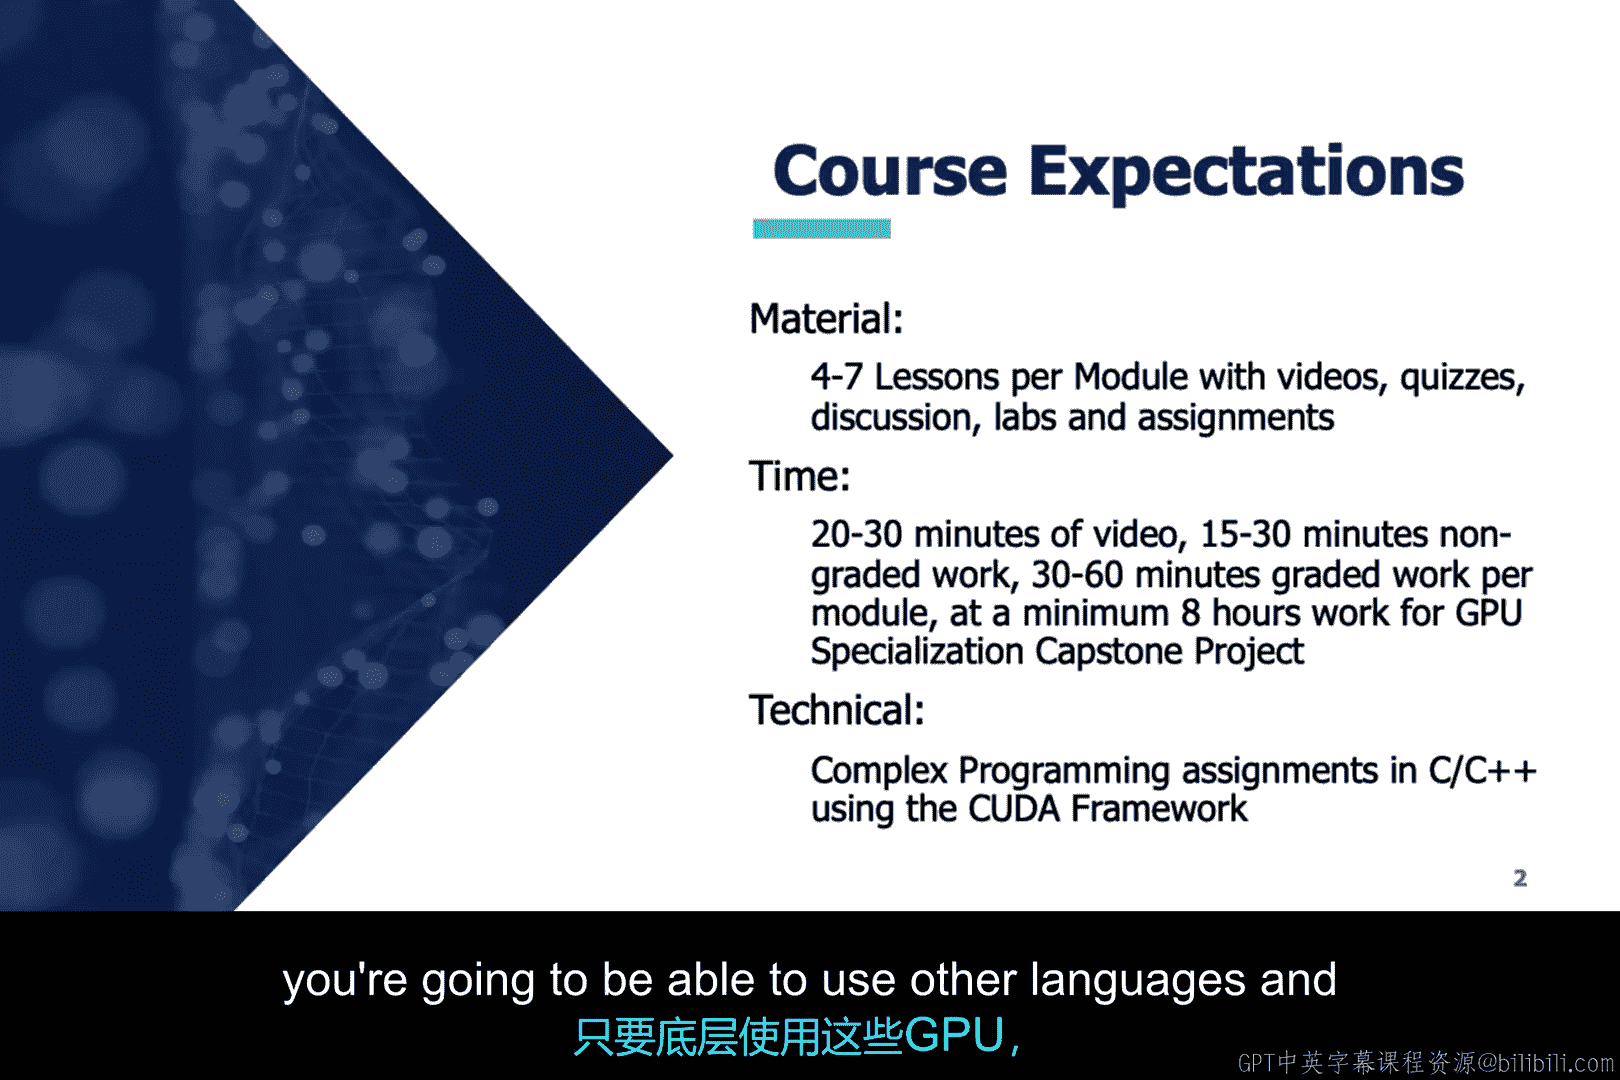 Course Expectations
Material:
4-7 Lessons per Module with videos, quizzes,
discussion, labs and assignments
Time:
20-30 minutes of video, 15-30 minutes non-
graded work, 30-60 minutes graded work per
module, at a minimum 8 hours work for GPU
Specialization Capstone Project
Technical:
Complex Programming assignments in C/C++
using the CUDA Framework
2
you're going to be able to use other languages and
只要底层使用这些GPU，
GPT中英字幕课程资源@bilibili.com